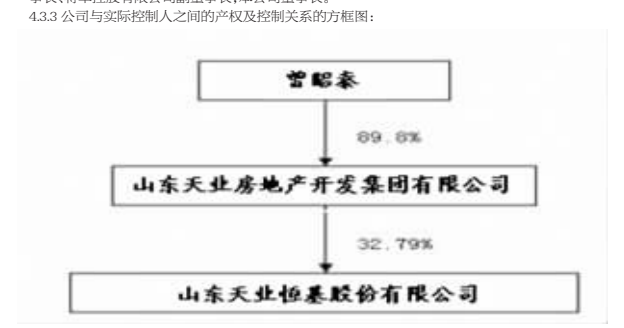 4.3.3 公司与实际控制人之间的产权及控制关系的方框图：
曾昭秦
89.8%
山东天业房地产开发集团有限公司
32.79%
山东天业恒基股份有限公司